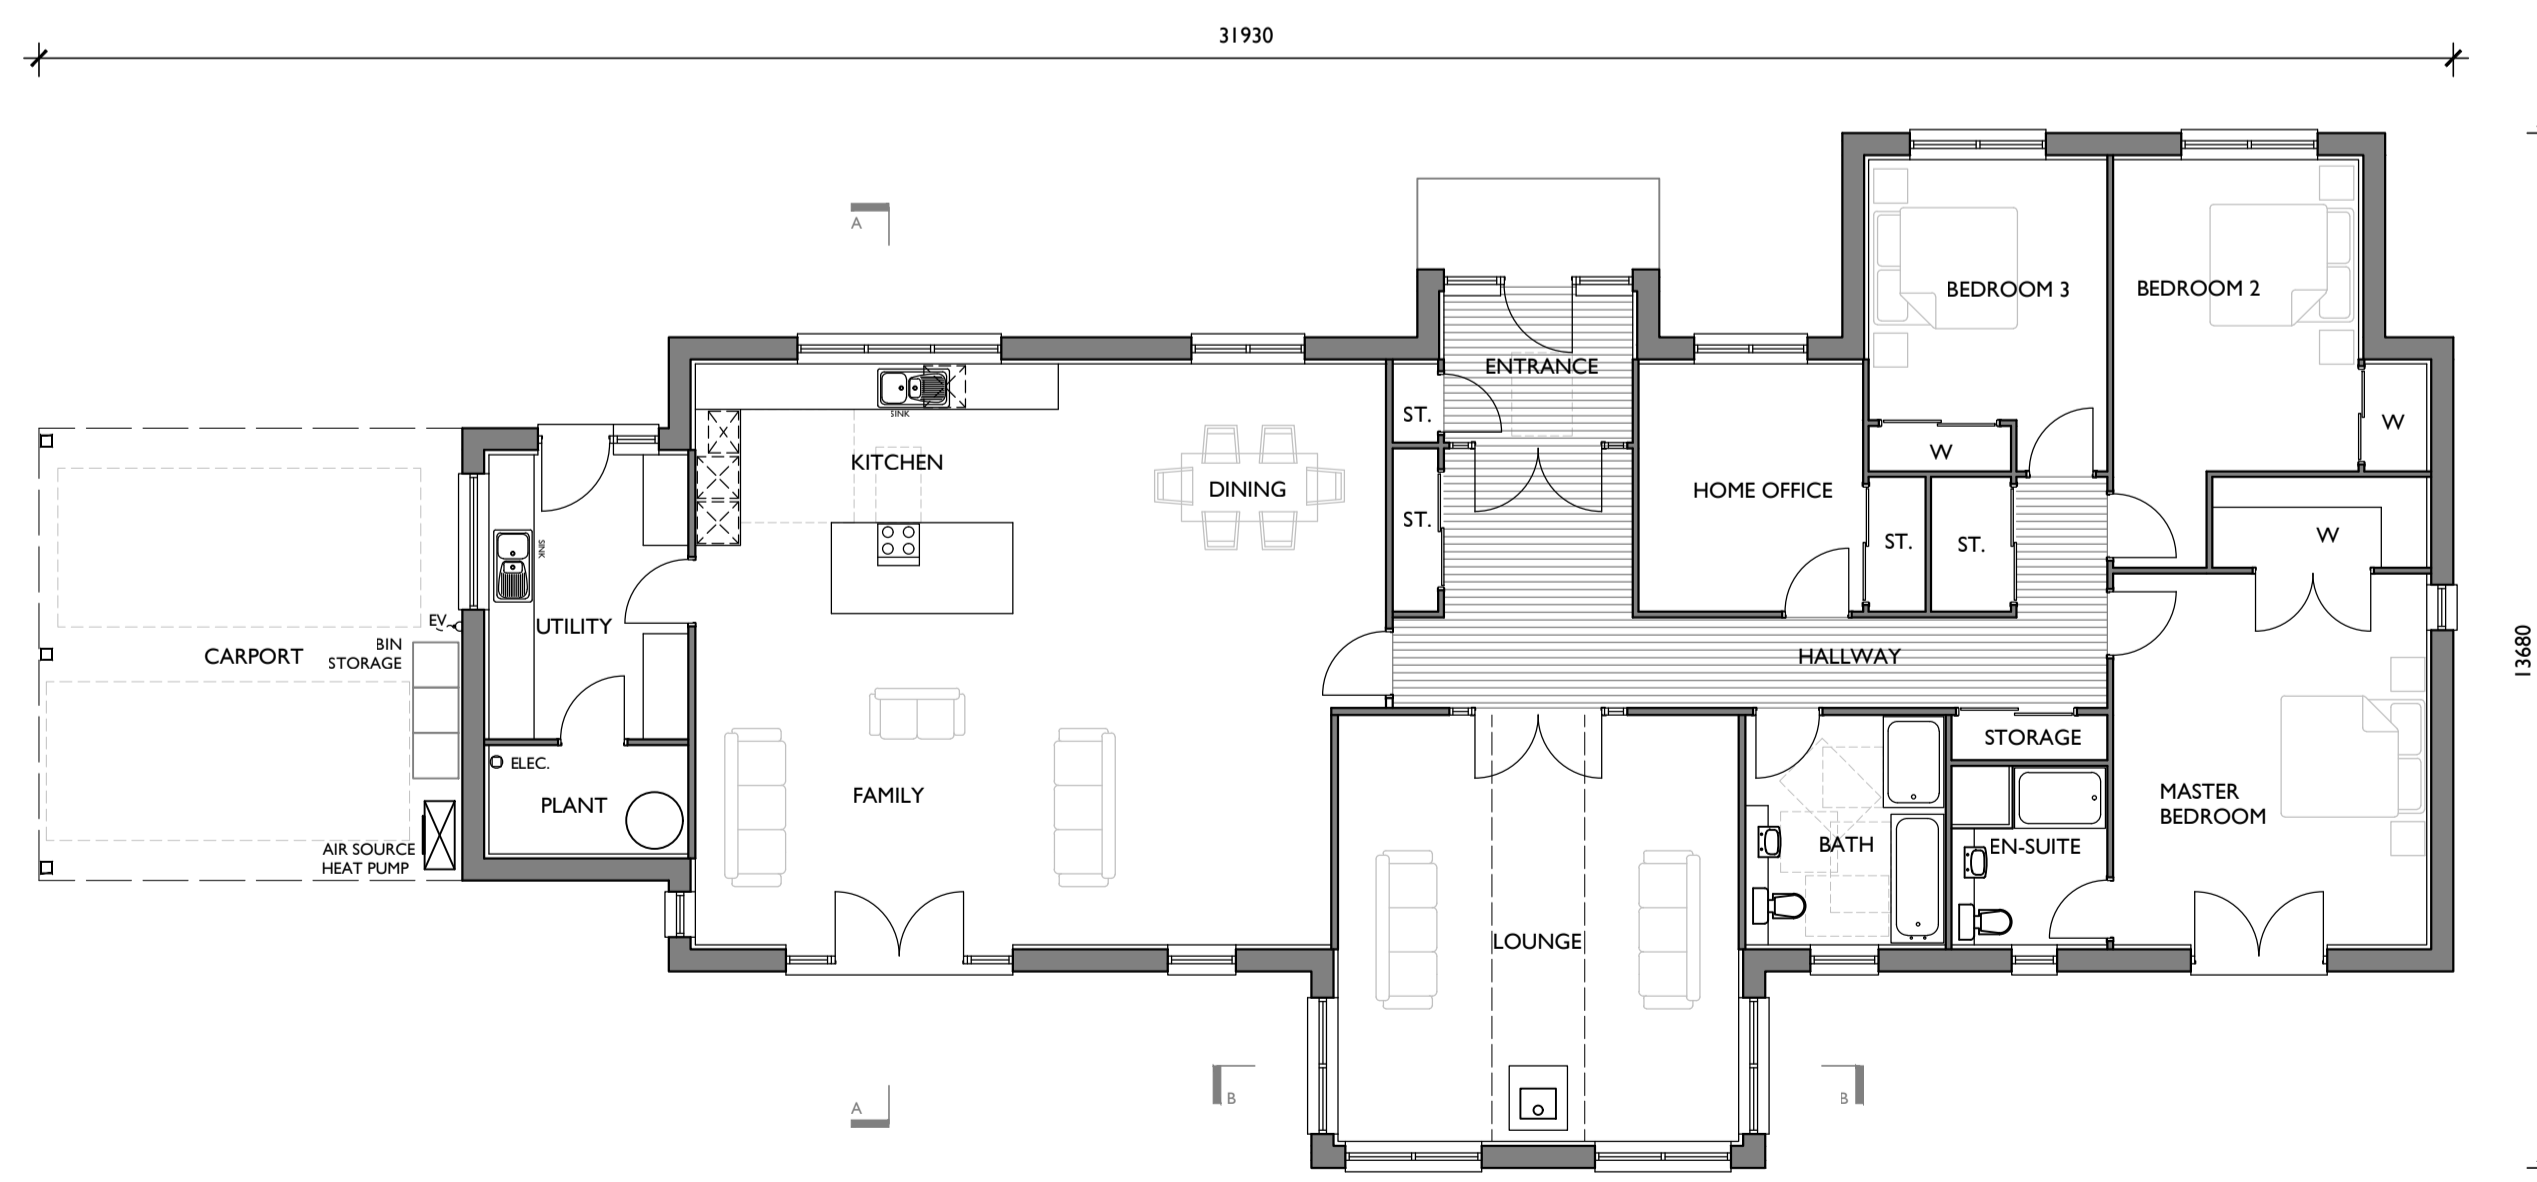 31930
A
BEDROOM 3
BEDROOM 2
ENTRANCE
SINK
ST.
W
W
KITCHEN
DINING
HOME OFFICE
ST.
ST.
ST.
W
SINK
EV
UTILITY
BIN
STORAGE
CARPORT
HALLWAY
13680
STORAGE
ELEC.
PLANT
FAMILY
MASTER
BEDROOM
AIR SOURCE
HEAT PUMP
BATH
EN-SUITE
LOUNGE
A
B
B